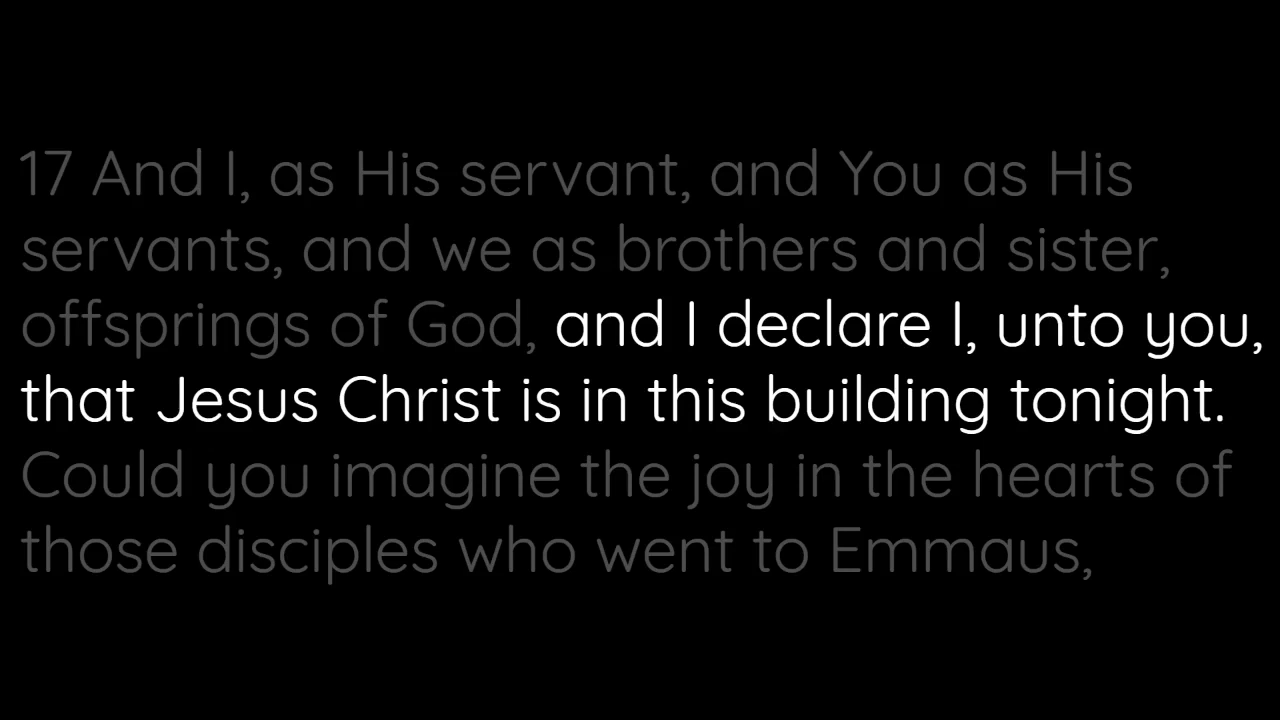 17 And I, as His servant, and You as His
servants, and we as brothers and sister,
offsprings of God, and I declare I, unto you,
that Jesus Christ is in this building tonight.
Could you imagine the joy in the hearts of
those disciples who went to Emmaus,